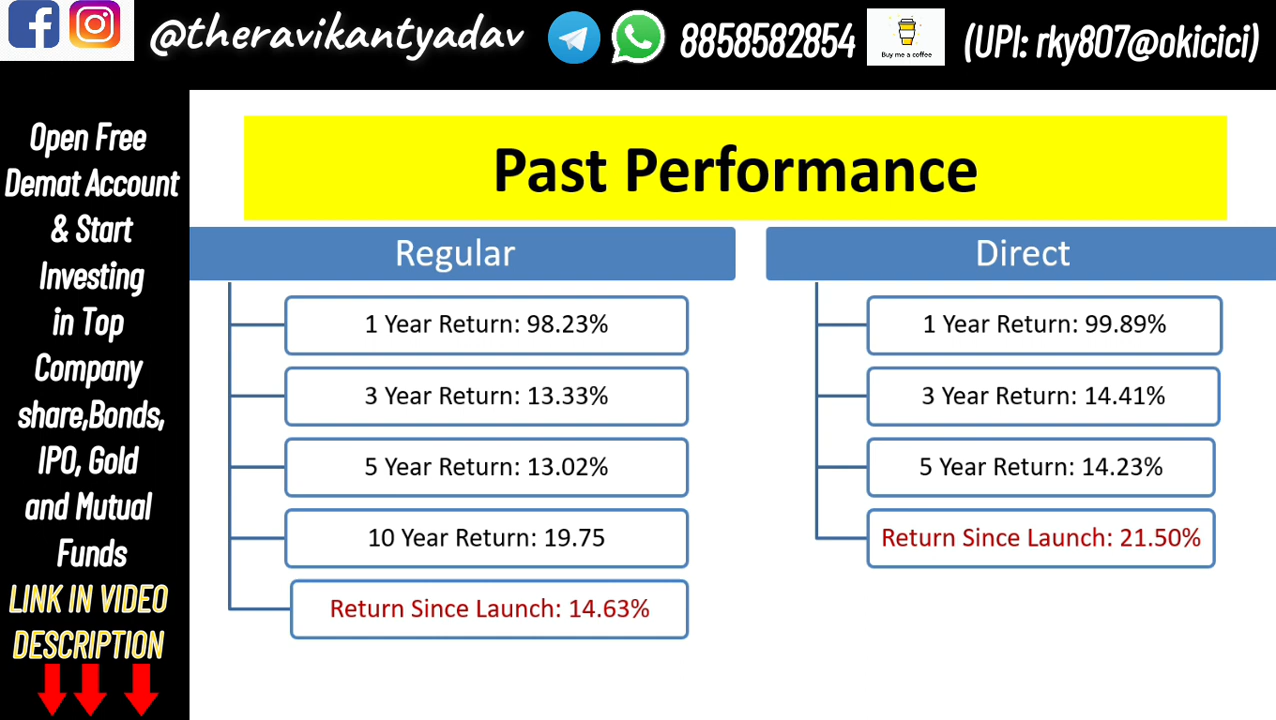 @theravikantyadav
8858582854
Buy me a coffee
(UPI: rky807@okicici)
Open Free
Demat Account
& Start
Investing
in Top
Company
share,Bonds,
IPO, Gold
and Mutual
Funds
LINK IN VIDEO
DESCRIPTION
Past Performance
Regular
1 Year Return: 98.23%
3 Year Return: 13.33%
5 Year Return: 13.02%
10 Year Return: 19.75
Return Since Launch: 14.63%
Direct
1 Year Return: 99.89%
3 Year Return: 14.41%
5 Year Return: 14.23%
Return Since Launch: 21.50%